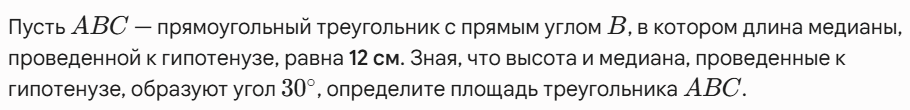 Пусть ABC — прямоугольный треугольник с прямым углом B, в котором длина медианы,
проведенной к гипотенузе, равна 12 см. Зная, что высота и медиана, проведенные к
гипотенузе, образуют угол 30°, определите площадь треугольника ABC.